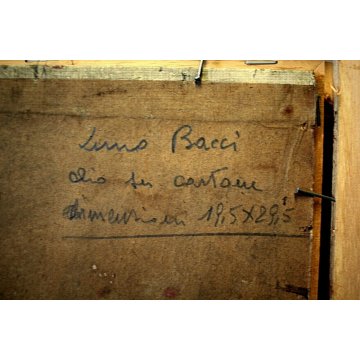 Lino Bacci
olio su cartone
dimensioni 19,5X29,5